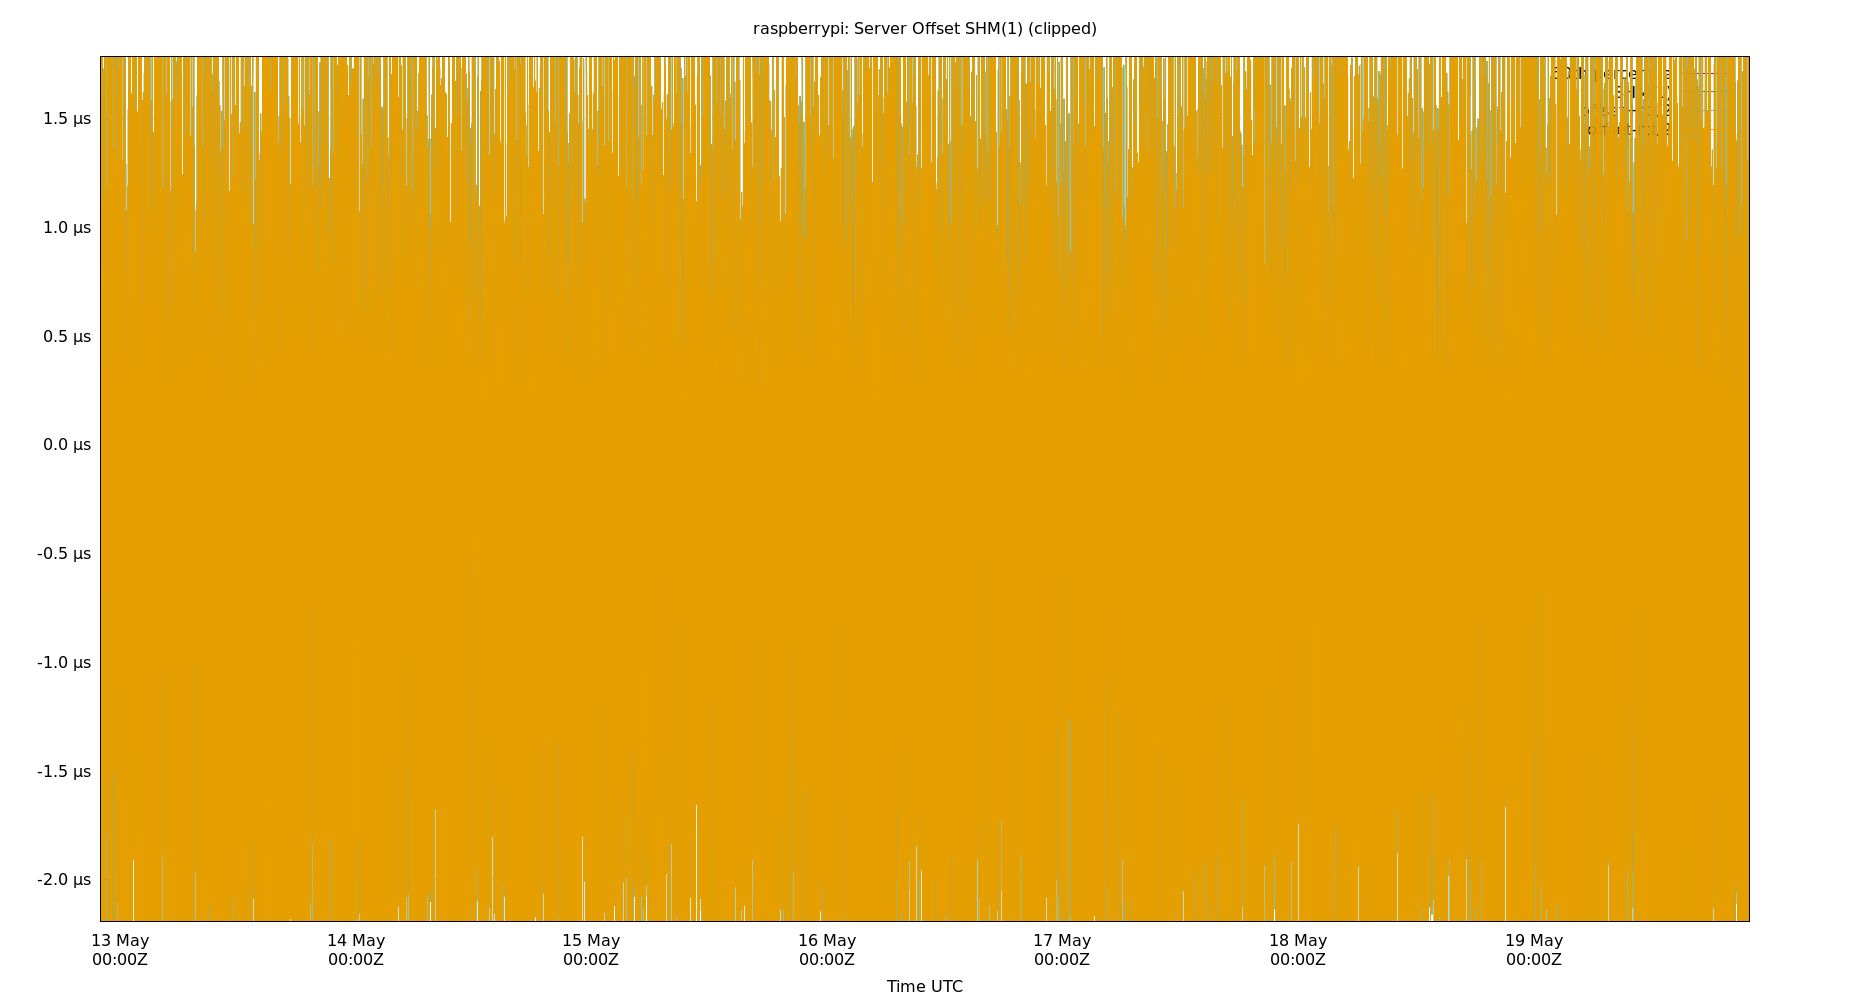 raspberrypi: Server Offset SHM(1) (clipped)
1.5 µs
1.0 µs
0.5 µs
0.0 µs
-0.5 µs
-1.0 µs
-1.5 µs
-2.0 µs
13 May 14 May 15 May 16 May 17 May 18 May 19 May
00:00Z 00:00Z 00:00Z 00:00Z 00:00Z 00:00Z 00:00Z
Time UTC